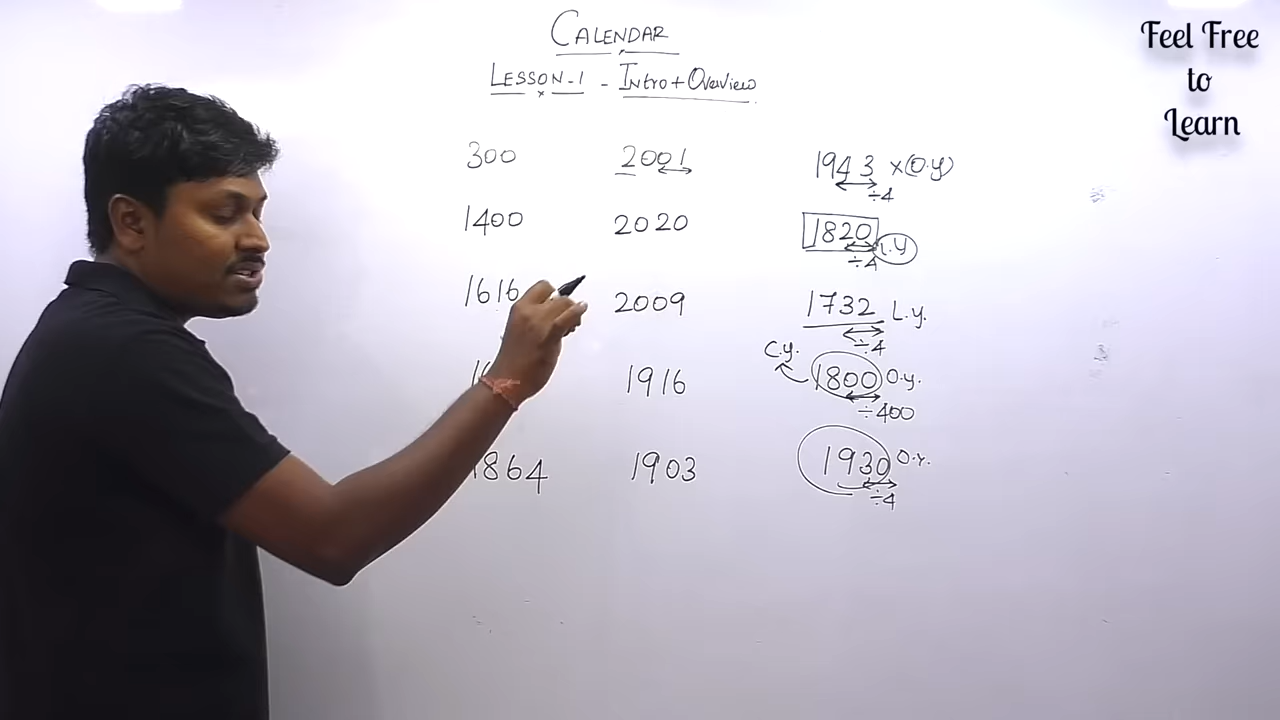 CALENDAR
LESSON-1 - Intro + Overview
Feel Free
to
Learn
300 2001 1943 ×(O.y)
÷4
1400 2020 1820 L.Y
÷4
1616 2009 1732 L.y.
÷4
C.y.
1916 1800 O.y.
÷400
1864 1903 1930 O.Y.
÷4